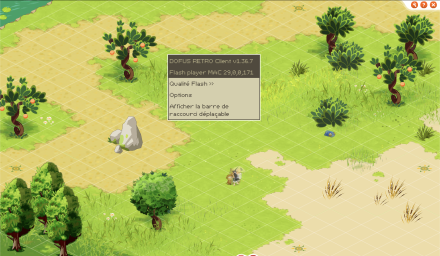 DOFUS RETRO Client v1.36.7
Flash player MAC 29,0,0,171
Qualité Flash >>
Options
Afficher la barre de
raccourci déplaçable